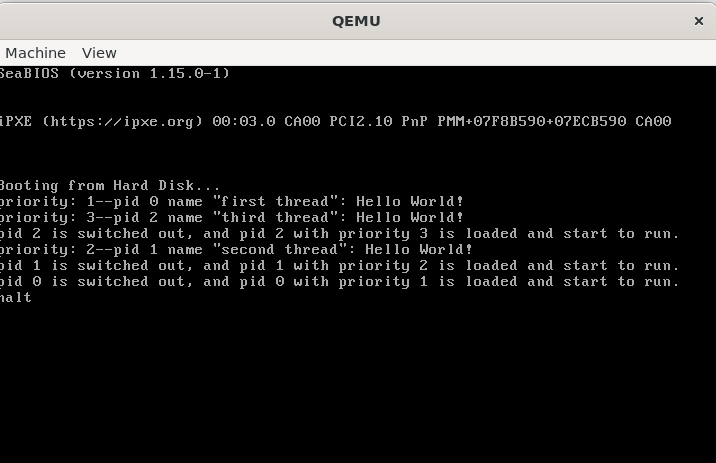 QEMU
×
Machine View
SeaBIOS (version 1.15.0-1)
iPXE (https://ipxe.org) 00:03.0 CA00 PCI2.10 PnP PMM+07F8B590+07ECB590 CA00
Booting from Hard Disk...
priority: 1--pid 0 name "first thread": Hello World!
priority: 3--pid 2 name "third thread": Hello World!
pid 2 is switched out, and pid 2 with priority 3 is loaded and start to run.
priority: 2--pid 1 name "second thread": Hello World!
pid 1 is switched out, and pid 1 with priority 2 is loaded and start to run.
pid 0 is switched out, and pid 0 with priority 1 is loaded and start to run.
halt